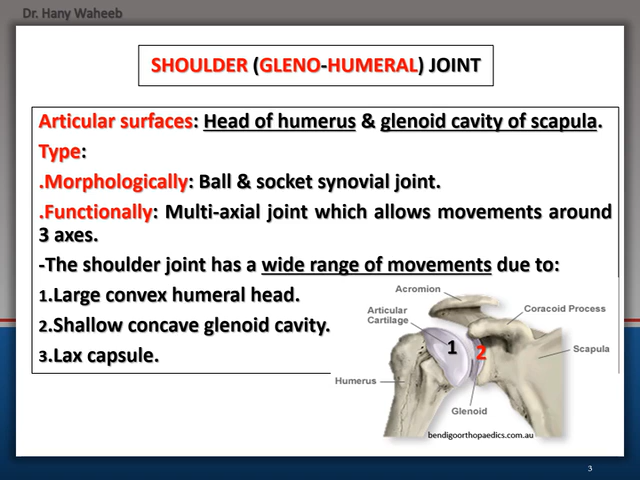 Dr. Hany Waheeb
SHOULDER (GLENO-HUMERAL) JOINT
Articular surfaces: Head of humerus & glenoid cavity of scapula.
Type:
.Morphologically: Ball & socket synovial joint.
.Functionally: Multi-axial joint which allows movements around
3 axes.
-The shoulder joint has a wide range of movements due to:
1.Large convex humeral head.
2.Shallow concave glenoid cavity.
3.Lax capsule.
Acromion
Articular
Cartilage
Coracoid Process
1
2
Scapula
Humerus
Glenoid
bendigoorthopaedics.com.au
3